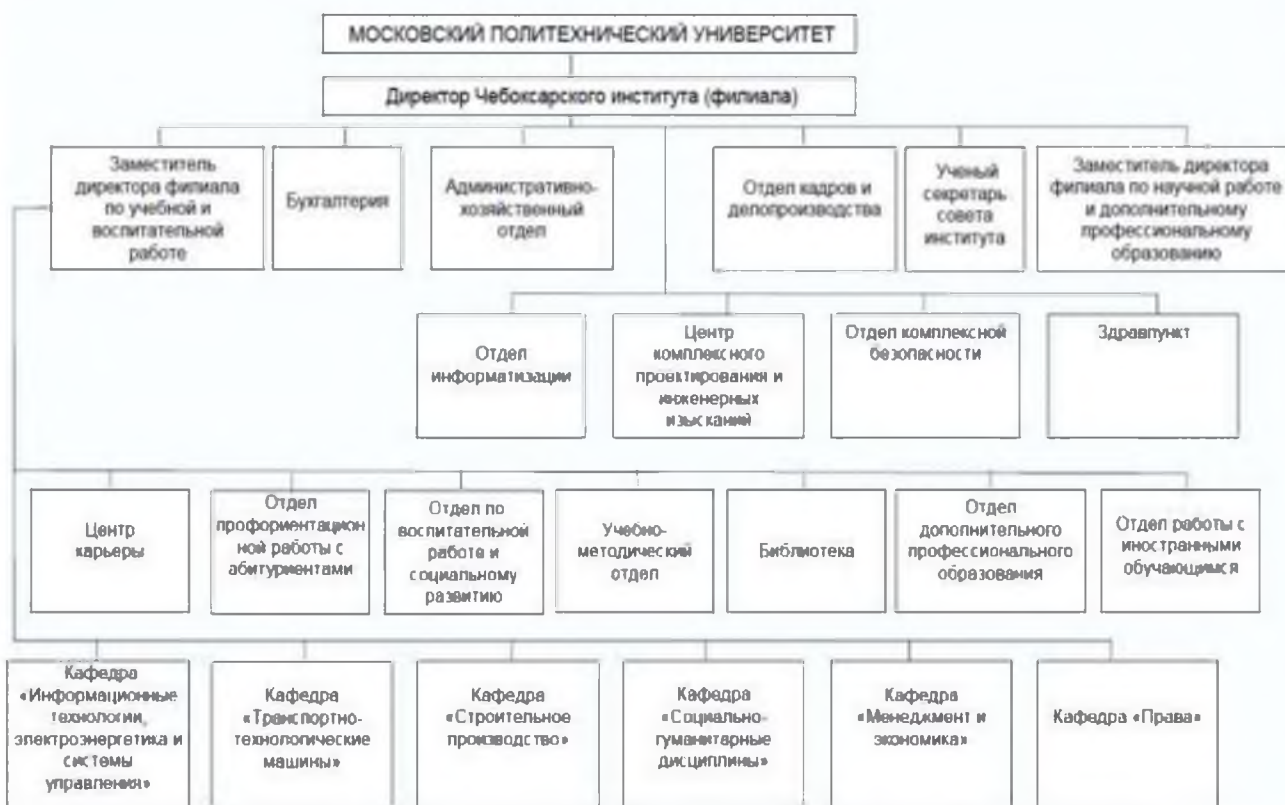 МОСКОВСКИЙ ПОЛИТЕХНИЧЕСКИЙ УНИВЕРСИТЕТ
Директор Чебоксарского института (филиала)
Заместитель
директора филиала
по учебной и
воспитательной
работе
Бухгалтерия
Административно-
хозяйственный
отдел
Отдел кадров и
делопроизводства
Ученый
секретарь
совета
института
Заместитель директора
филиала по научной работе
и дополнительному
профессиональному
образованию
Отдел
информатизации
Центр
комплексного
проектирования и
инженерных
изысканий
Отдел комплексной
безопасности
Здравпункт
Центр
карьеры
Отдел
профориентацион
ной работы с
абитуриентами
Отдел по
воспитательной
работе и
социальному
развитию
Учебно-
методический
отдел
Библиотека
Отдел
дополнительного
профессионального
образования
Отдел работы с
иностранными
обучающимся
Кафедра
«Информационные
технологии,
электроэнергетика и
системы
управления»
Кафедра
«Транспортно-
технологические
машины»
Кафедра
«Строительное
производство»
Кафедра
«Социально-
гуманитарные
дисциплины»
Кафедра
«Менеджмент и
экономика»
Кафедра «Права»